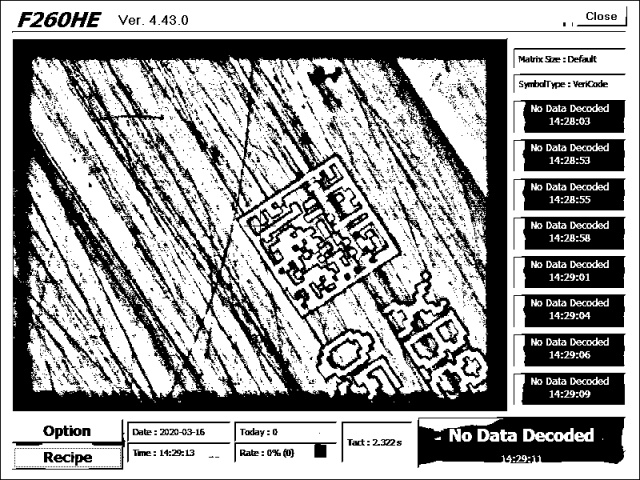 F260HE Ver. 4.43.0
Close
Matrix Size : Default
SymbolType : VeriCode
No Data Decoded
14:28:03
No Data Decoded
14:28:53
No Data Decoded
14:28:55
No Data Decoded
14:28:58
No Data Decoded
14:29:01
No Data Decoded
14:29:04
No Data Decoded
14:29:06
No Data Decoded
14:29:09
Option
Recipe
Date : 2020-03-16
Time : 14:29:13
Today : 0
Rate : 0% (0)
Tact : 2.322 s
No Data Decoded
14:29:11